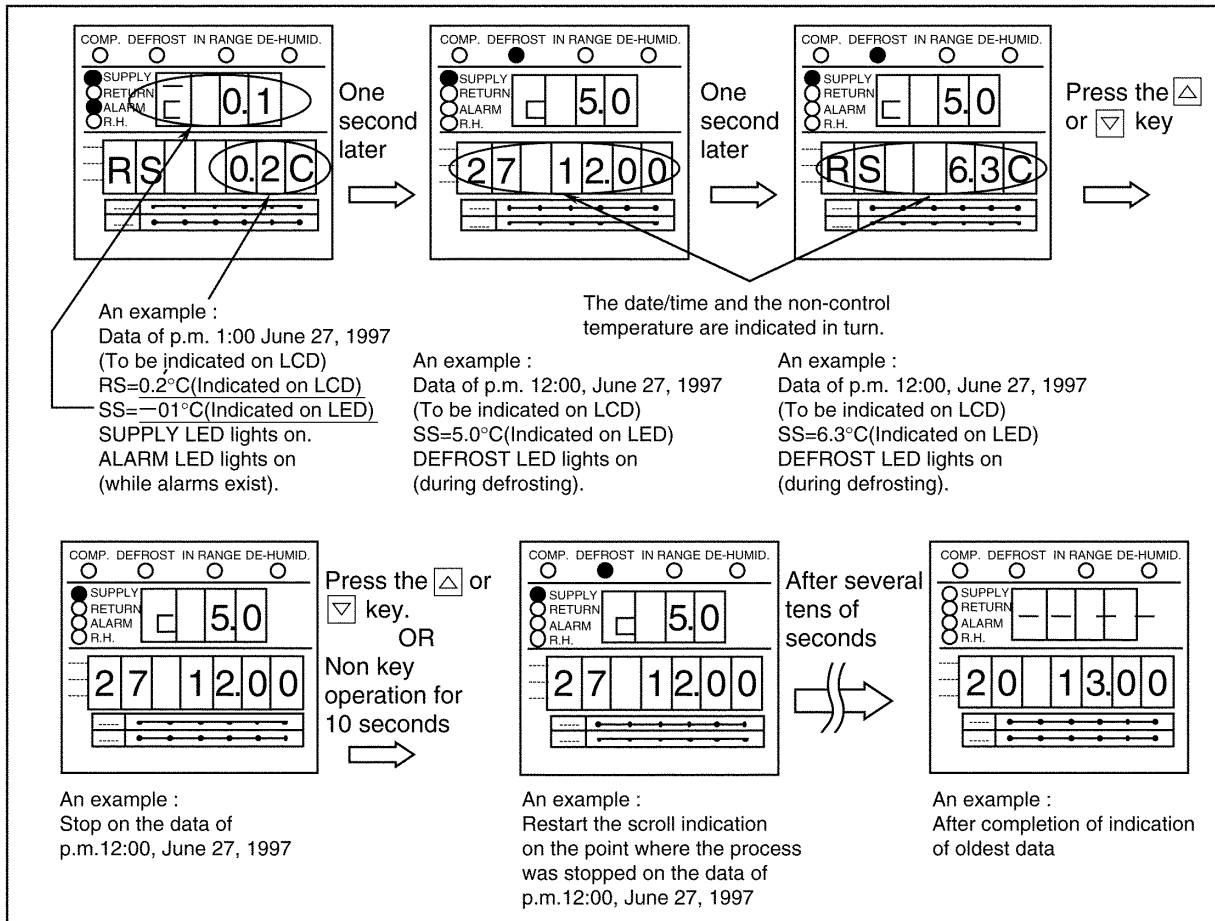 COMP. DEFROST IN RANGE DE-HUMID.
SUPPLY
RETURN
ALARM
R.H.
0.1
RS 0.2C
One
second
later
COMP. DEFROST IN RANGE DE-HUMID.
SUPPLY
RETURN
ALARM
R.H.
5.0
27 12.00
One
second
later
COMP. DEFROST IN RANGE DE-HUMID.
SUPPLY
RETURN
ALARM
R.H.
5.0
RS 6.3C
Press the △
or ▽ key
An example :
Data of p.m. 1:00 June 27, 1997
(To be indicated on LCD)
RS=0.2°C(Indicated on LCD)
SS=—01°C(Indicated on LED)
SUPPLY LED lights on.
ALARM LED lights on
(while alarms exist).
The date/time and the non-control
temperature are indicated in turn.
An example :
Data of p.m. 12:00, June 27, 1997
(To be indicated on LCD)
SS=5.0°C(Indicated on LED)
DEFROST LED lights on
(during defrosting).
An example :
Data of p.m. 12:00, June 27, 1997
(To be indicated on LCD)
SS=6.3°C(Indicated on LED)
DEFROST LED lights on
(during defrosting).
COMP. DEFROST IN RANGE DE-HUMID.
SUPPLY
RETURN
ALARM
R.H.
5.0
27 12.00
Press the △ or
▽ key.
OR
Non key
operation for
10 seconds
COMP. DEFROST IN RANGE DE-HUMID.
SUPPLY
RETURN
ALARM
R.H.
5.0
27 12.00
After several
tens of
seconds
COMP. DEFROST IN RANGE DE-HUMID.
SUPPLY
RETURN
ALARM
R.H.
– – – – –
20 13.00
An example :
Stop on the data of
p.m.12:00, June 27, 1997
An example :
Restart the scroll indication
on the point where the process
was stopped on the data of
p.m.12:00, June 27, 1997
An example :
After completion of indication
of oldest data